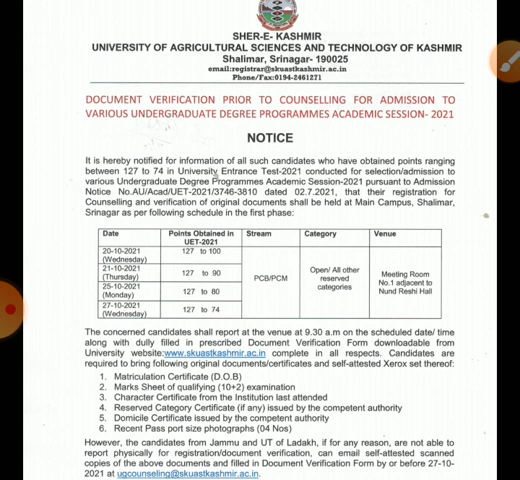 SHER-E- KASHMIR
UNIVERSITY OF AGRICULTURAL SCIENCES AND TECHNOLOGY OF KASHMIR
Shalimar, Srinagar- 190025
email:registrar@skuastkashmir.ac.in
Phone/Fax:0194-2461271
DOCUMENT VERIFICATION PRIOR TO COUNSELLING FOR ADMISSION TO
VARIOUS UNDERGRADUATE DEGREE PROGRAMMES ACADEMIC SESSION- 2021
NOTICE
It is hereby notified for information of all such candidates who have obtained points ranging
between 127 to 74 in University Entrance Test-2021 conducted for selection/admission to
various Undergraduate Degree Programmes Academic Session-2021 pursuant to Admission
Notice No.AU/Acad/UET-2021/3746-3810 dated 02.7.2021, that their registration for
Counselling and verification of original documents shall be held at Main Campus, Shalimar,
Srinagar as per following schedule in the first phase:
Date Points Obtained in UET-2021 Stream Category Venue
20-10-2021 (Wednesday) 127 to 100
21-10-2021 (Thursday) 127 to 90
25-10-2021 (Monday) 127 to 80
27-10-2021 (Wednesday) 127 to 74
PCB/PCM
Open/ All other reserved categories
Meeting Room No.1 adjacent to Nund Reshi Hall
The concerned candidates shall report at the venue at 9.30 a.m on the scheduled date/ time
along with dully filled in prescribed Document Verification Form downloadable from
University website:www.skuastkashmir.ac.in complete in all respects. Candidates are
required to bring following original documents/certificates and self-attested Xerox set thereof:
1. Matriculation Certificate (D.O.B)
2. Marks Sheet of qualifying (10+2) examination
3. Character Certificate from the Institution last attended
4. Reserved Category Certificate (if any) issued by the competent authority
5. Domicile Certificate issued by the competent authority
6. Recent Pass port size photographs (04 Nos)
However, the candidates from Jammu and UT of Ladakh, if for any reason, are not able to
report physically for registration/document verification, can email self-attested scanned
copies of the above documents and filled in Document Verification Form by or before 27-10-
2021 at ugcounseling@skuastkashmir.ac.in.